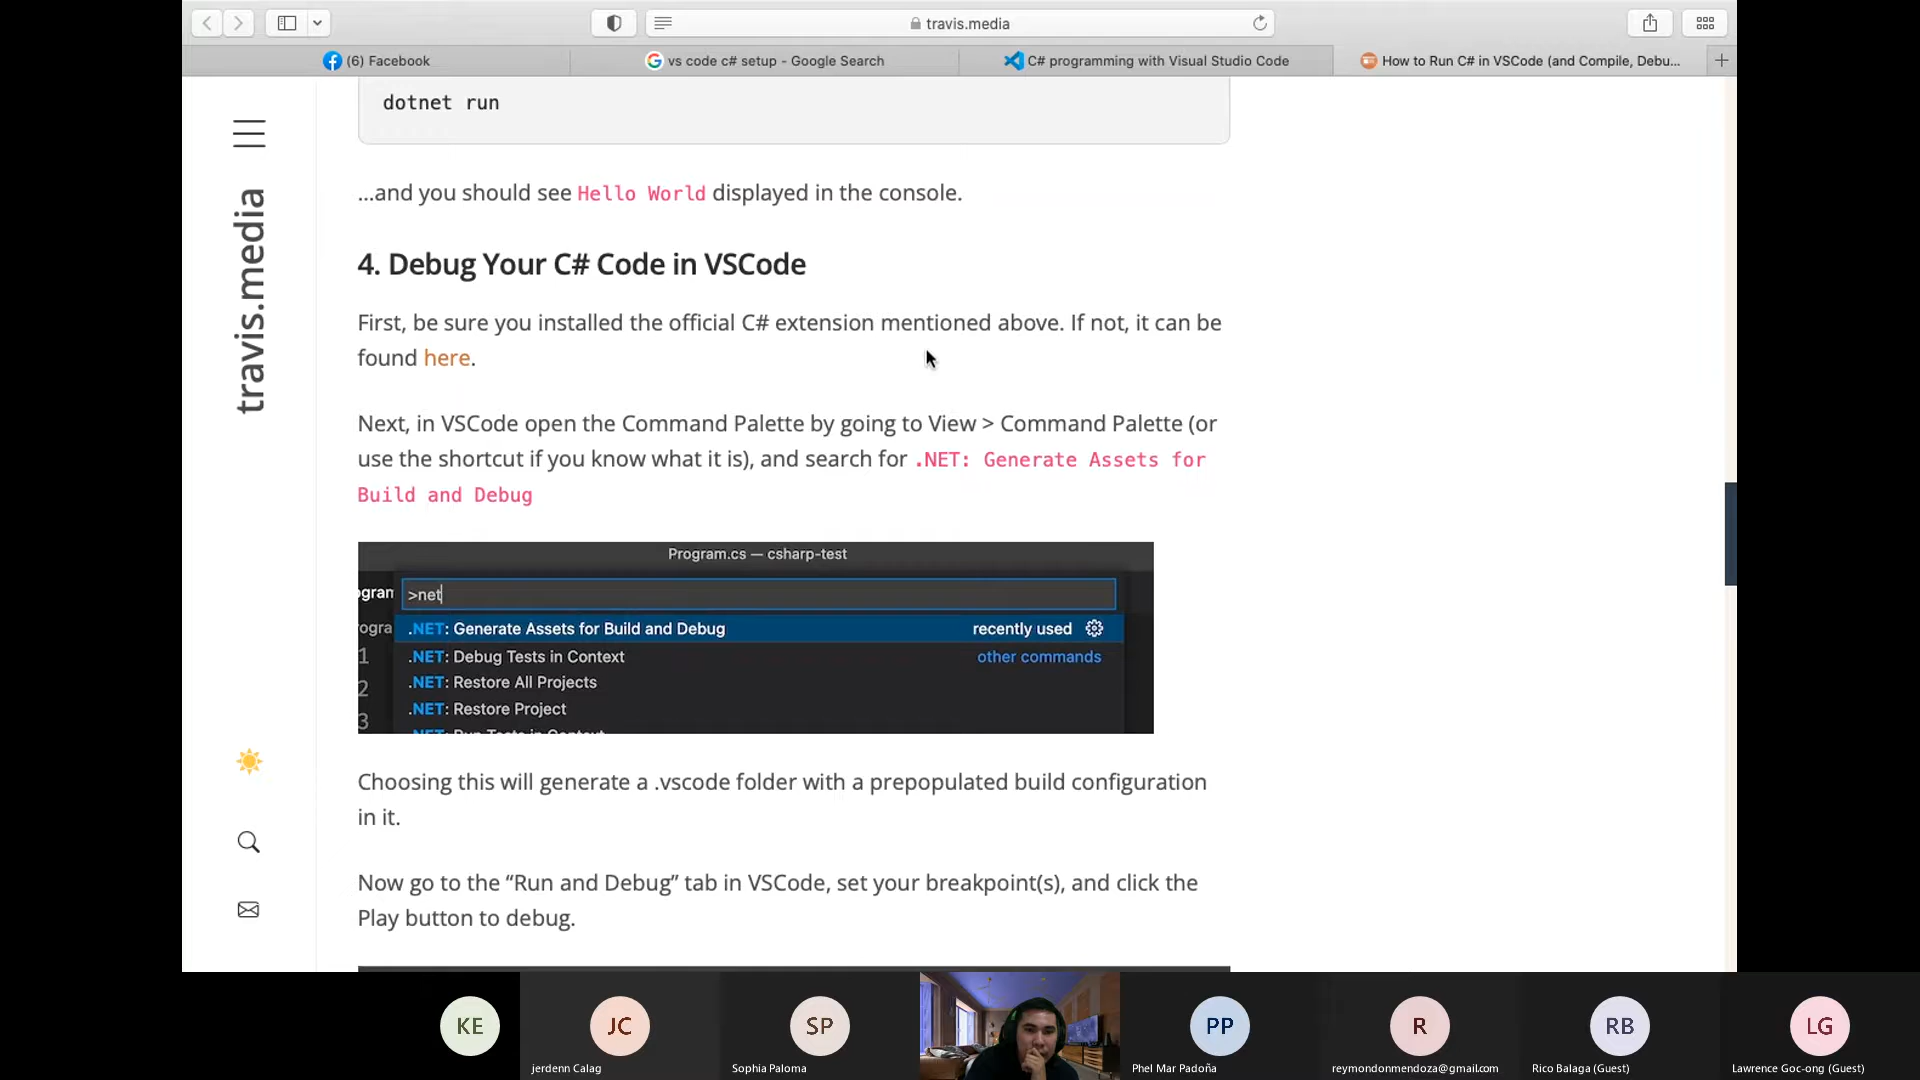 travis.media
(6) Facebook
vs code c# setup - Google Search
C# programming with Visual Studio Code
How to Run C# in VSCode (and Compile, Debu...
travis.media
dotnet run
...and you should see Hello World displayed in the console.
4. Debug Your C# Code in VSCode
First, be sure you installed the official C# extension mentioned above. If not, it can be
found here.
Next, in VSCode open the Command Palette by going to View > Command Palette (or
use the shortcut if you know what it is), and search for .NET: Generate Assets for
Build and Debug
Program.cs — csharp-test
>net
.NET: Generate Assets for Build and Debug recently used
.NET: Debug Tests in Context other commands
.NET: Restore All Projects
.NET: Restore Project
1
2
3
Choosing this will generate a .vscode folder with a prepopulated build configuration
in it.
Now go to the “Run and Debug” tab in VSCode, set your breakpoint(s), and click the
Play button to debug.
KE
JC
SP
PP
R
RB
LG
jerdenn Calag
Sophia Paloma
Phel Mar Padoña
reymondonmendoza@gmail.com
Rico Balaga (Guest)
Lawrence Goc-ong (Guest)